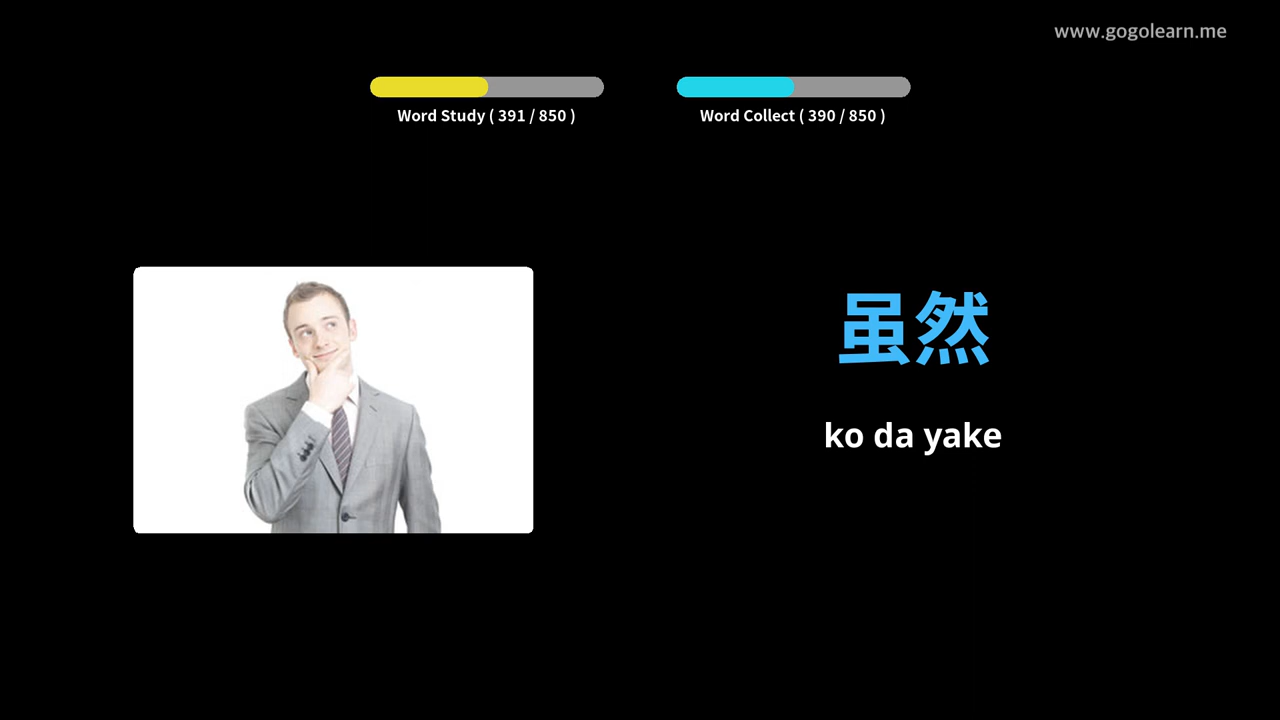 www.gogolearn.me
Word Study ( 391 / 850 )
Word Collect ( 390 / 850 )
虽然
ko da yake